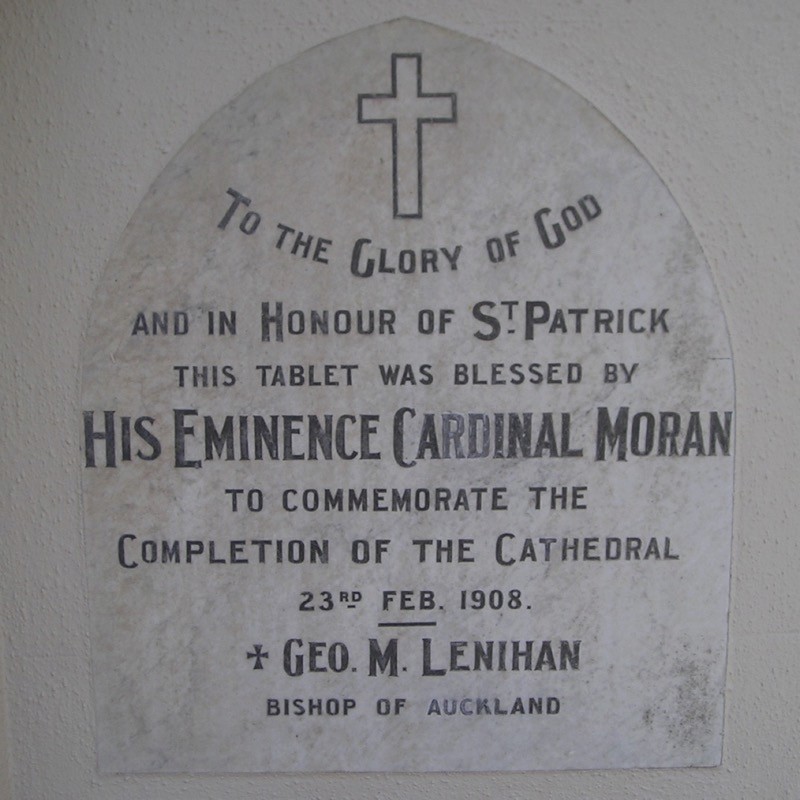 To the Glory of God
and in Honour of St. Patrick
this tablet was blessed by
His Eminence Cardinal Moran
to commemorate the
Completion of the Cathedral
23rd Feb. 1908.
✠ Geo. M. Lenihan
Bishop of Auckland